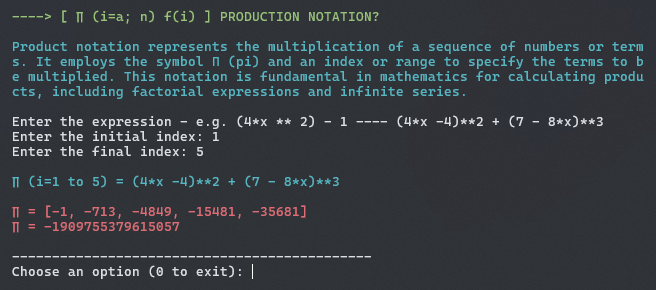 ----> [ ∏ (i=a; n) f(i) ] PRODUCTION NOTATION?
Product notation represents the multiplication of a sequence of numbers or term
s. It employs the symbol Π (pi) and an index or range to specify the terms to b
e multiplied. This notation is fundamental in mathematics for calculating produ
cts, including factorial expressions and infinite series.
Enter the expression - e.g. (4*x ** 2) - 1 ---- (4*x -4)**2 + (7 - 8*x)**3
Enter the initial index: 1
Enter the final index: 5
∏ (i=1 to 5) = (4*x -4)**2 + (7 - 8*x)**3
∏ = [-1, -713, -4849, -15481, -35681]
∏ = -1909755379615057
---------------------------------------------
Choose an option (0 to exit):